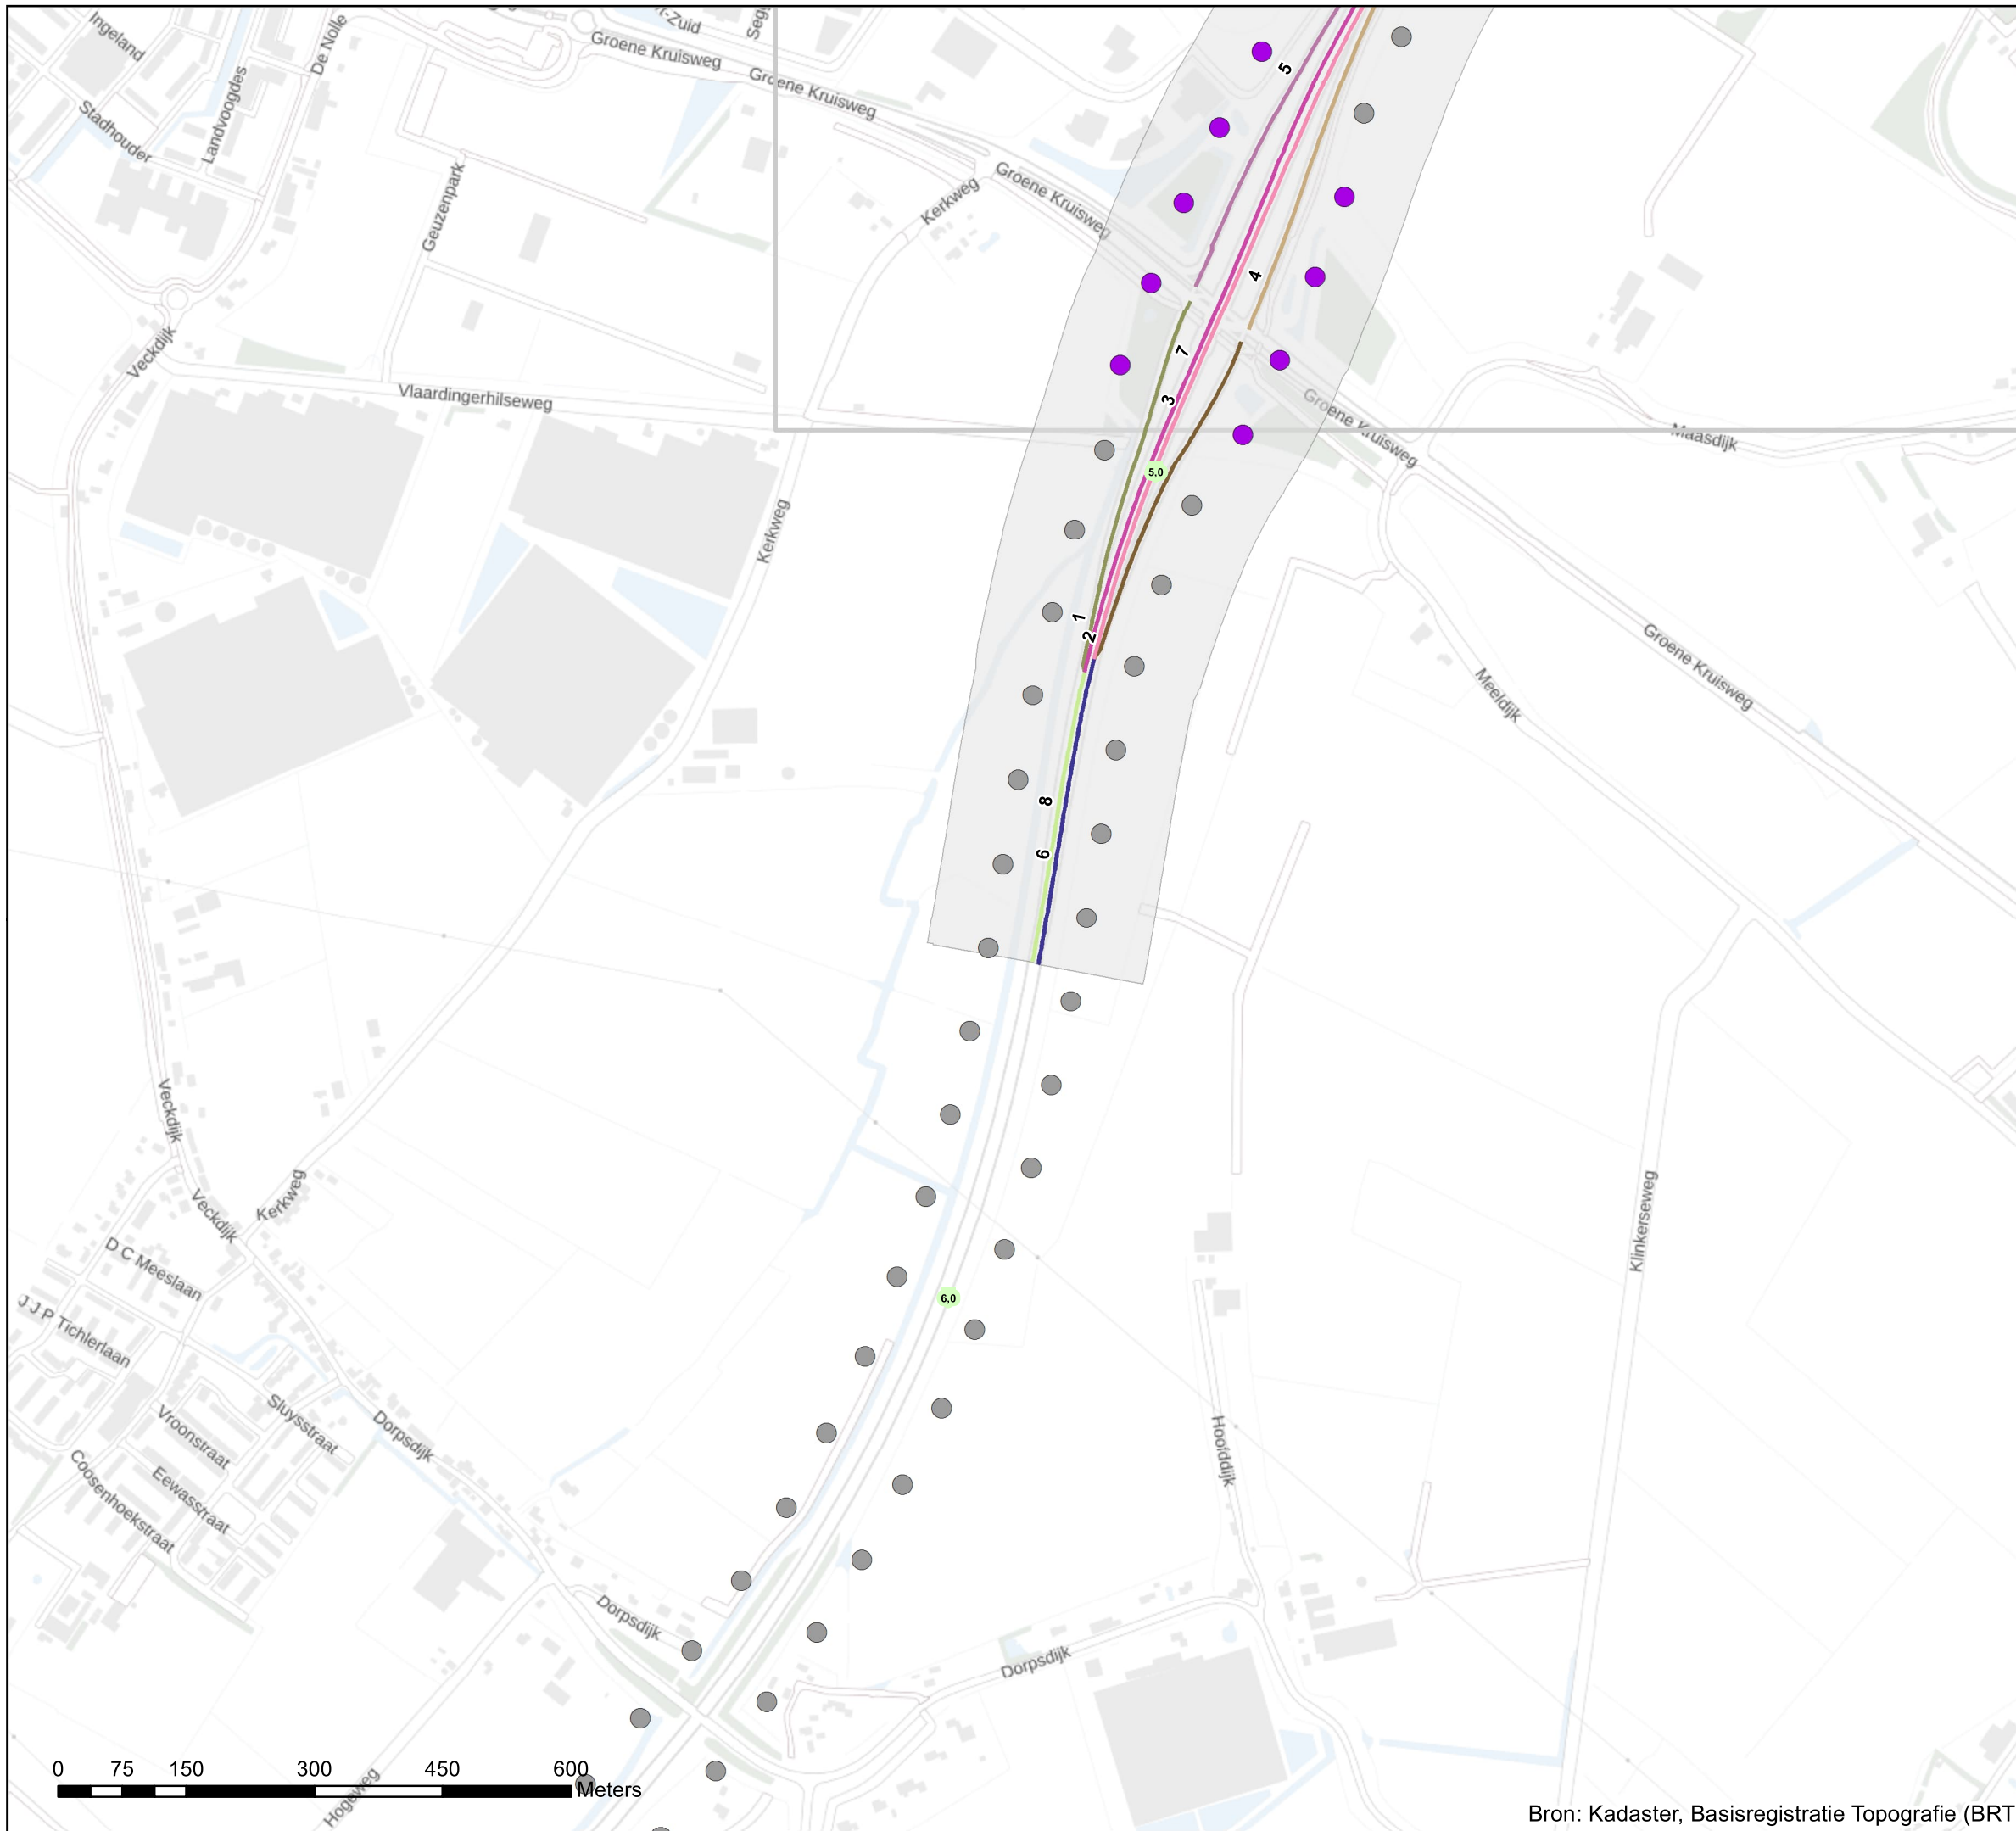 Ingeland
De Nolle
rt-Zuid
Segg
Groene Kruisweg
Groene Kruisweg
5
Stadhouder
Landvoogdes
Geuzenpark
Kerkweg
Groene Kruisweg
4
Veckdijk
7
Vlaardingerhilseweg
3
Groene Kruisweg
Maasdijk
5,0
Kerkweg
1
2
Groene Kruisweg
Meeldijk
8
6
Veckdijk
Veckdijk
Kerkweg
Klinkerseweg
D C Meeslaan
J J P Tichlerlaan
6,0
Sluysstraat
Vroonstraat
Dorpsdijk
Hoofddijk
Coosenhoekstraat
Eewasstraat
Dorpsdijk
Dorpsdijk
0 75 150 300 450 600
Meters
Hogeweg
Bron: Kadaster, Basisregistratie Topografie (BRT